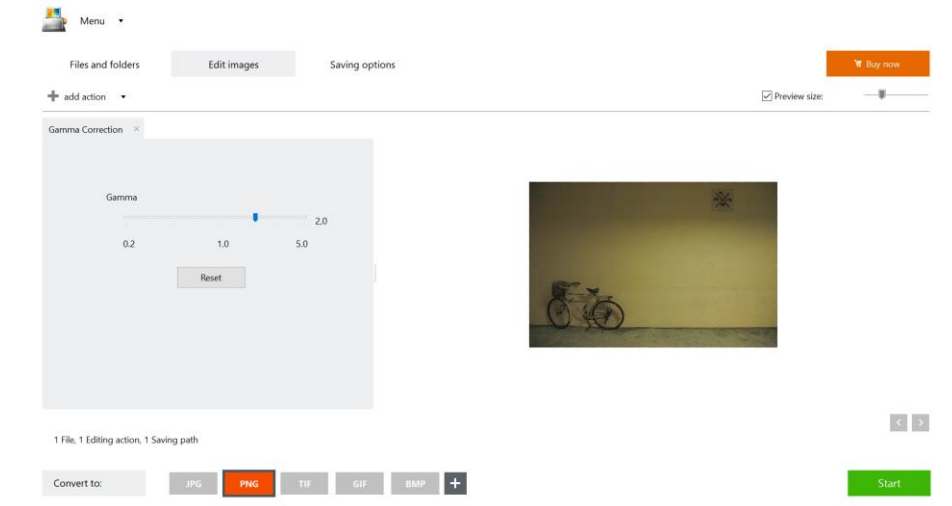 Menu
Files and folders Edit images Saving options Buy now
add action Preview size:
Gamma Correction ×
Gamma
2.0
0.2 1.0 5.0
Reset
1 File, 1 Editing action, 1 Saving path
Convert to: JPG PNG TIF GIF BMP + Start